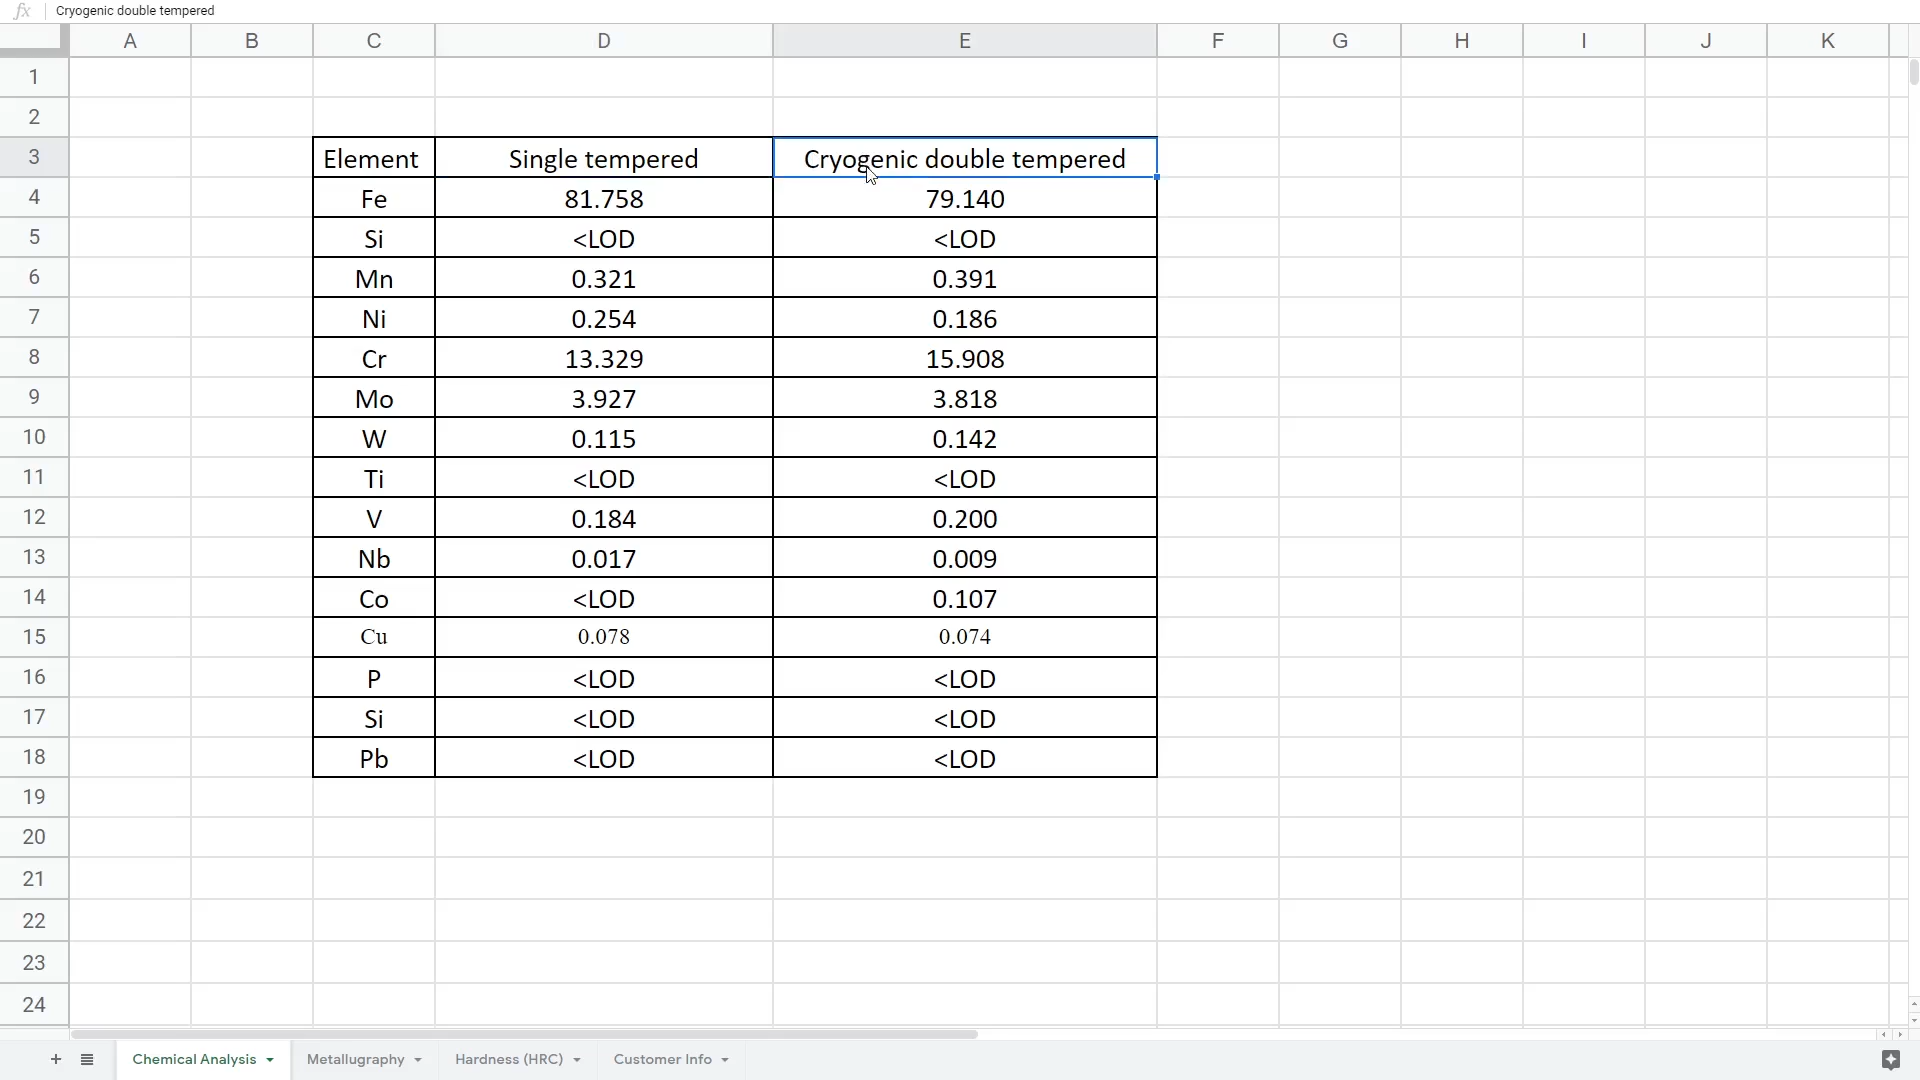 fx Cryogenic double tempered
A B C D E F G H I J K
1
2
3 Element Single tempered Cryogenic double tempered
4 Fe 81.758 79.140
5 Si <LOD <LOD
6 Mn 0.321 0.391
7 Ni 0.254 0.186
8 Cr 13.329 15.908
9 Mo 3.927 3.818
10 W 0.115 0.142
11 Ti <LOD <LOD
12 V 0.184 0.200
13 Nb 0.017 0.009
14 Co <LOD 0.107
15 Cu 0.078 0.074
16 P <LOD <LOD
17 Si <LOD <LOD
18 Pb <LOD <LOD
19
20
21
22
23
24
+ Chemical Analysis Metallugraphy Hardness (HRC) Customer Info